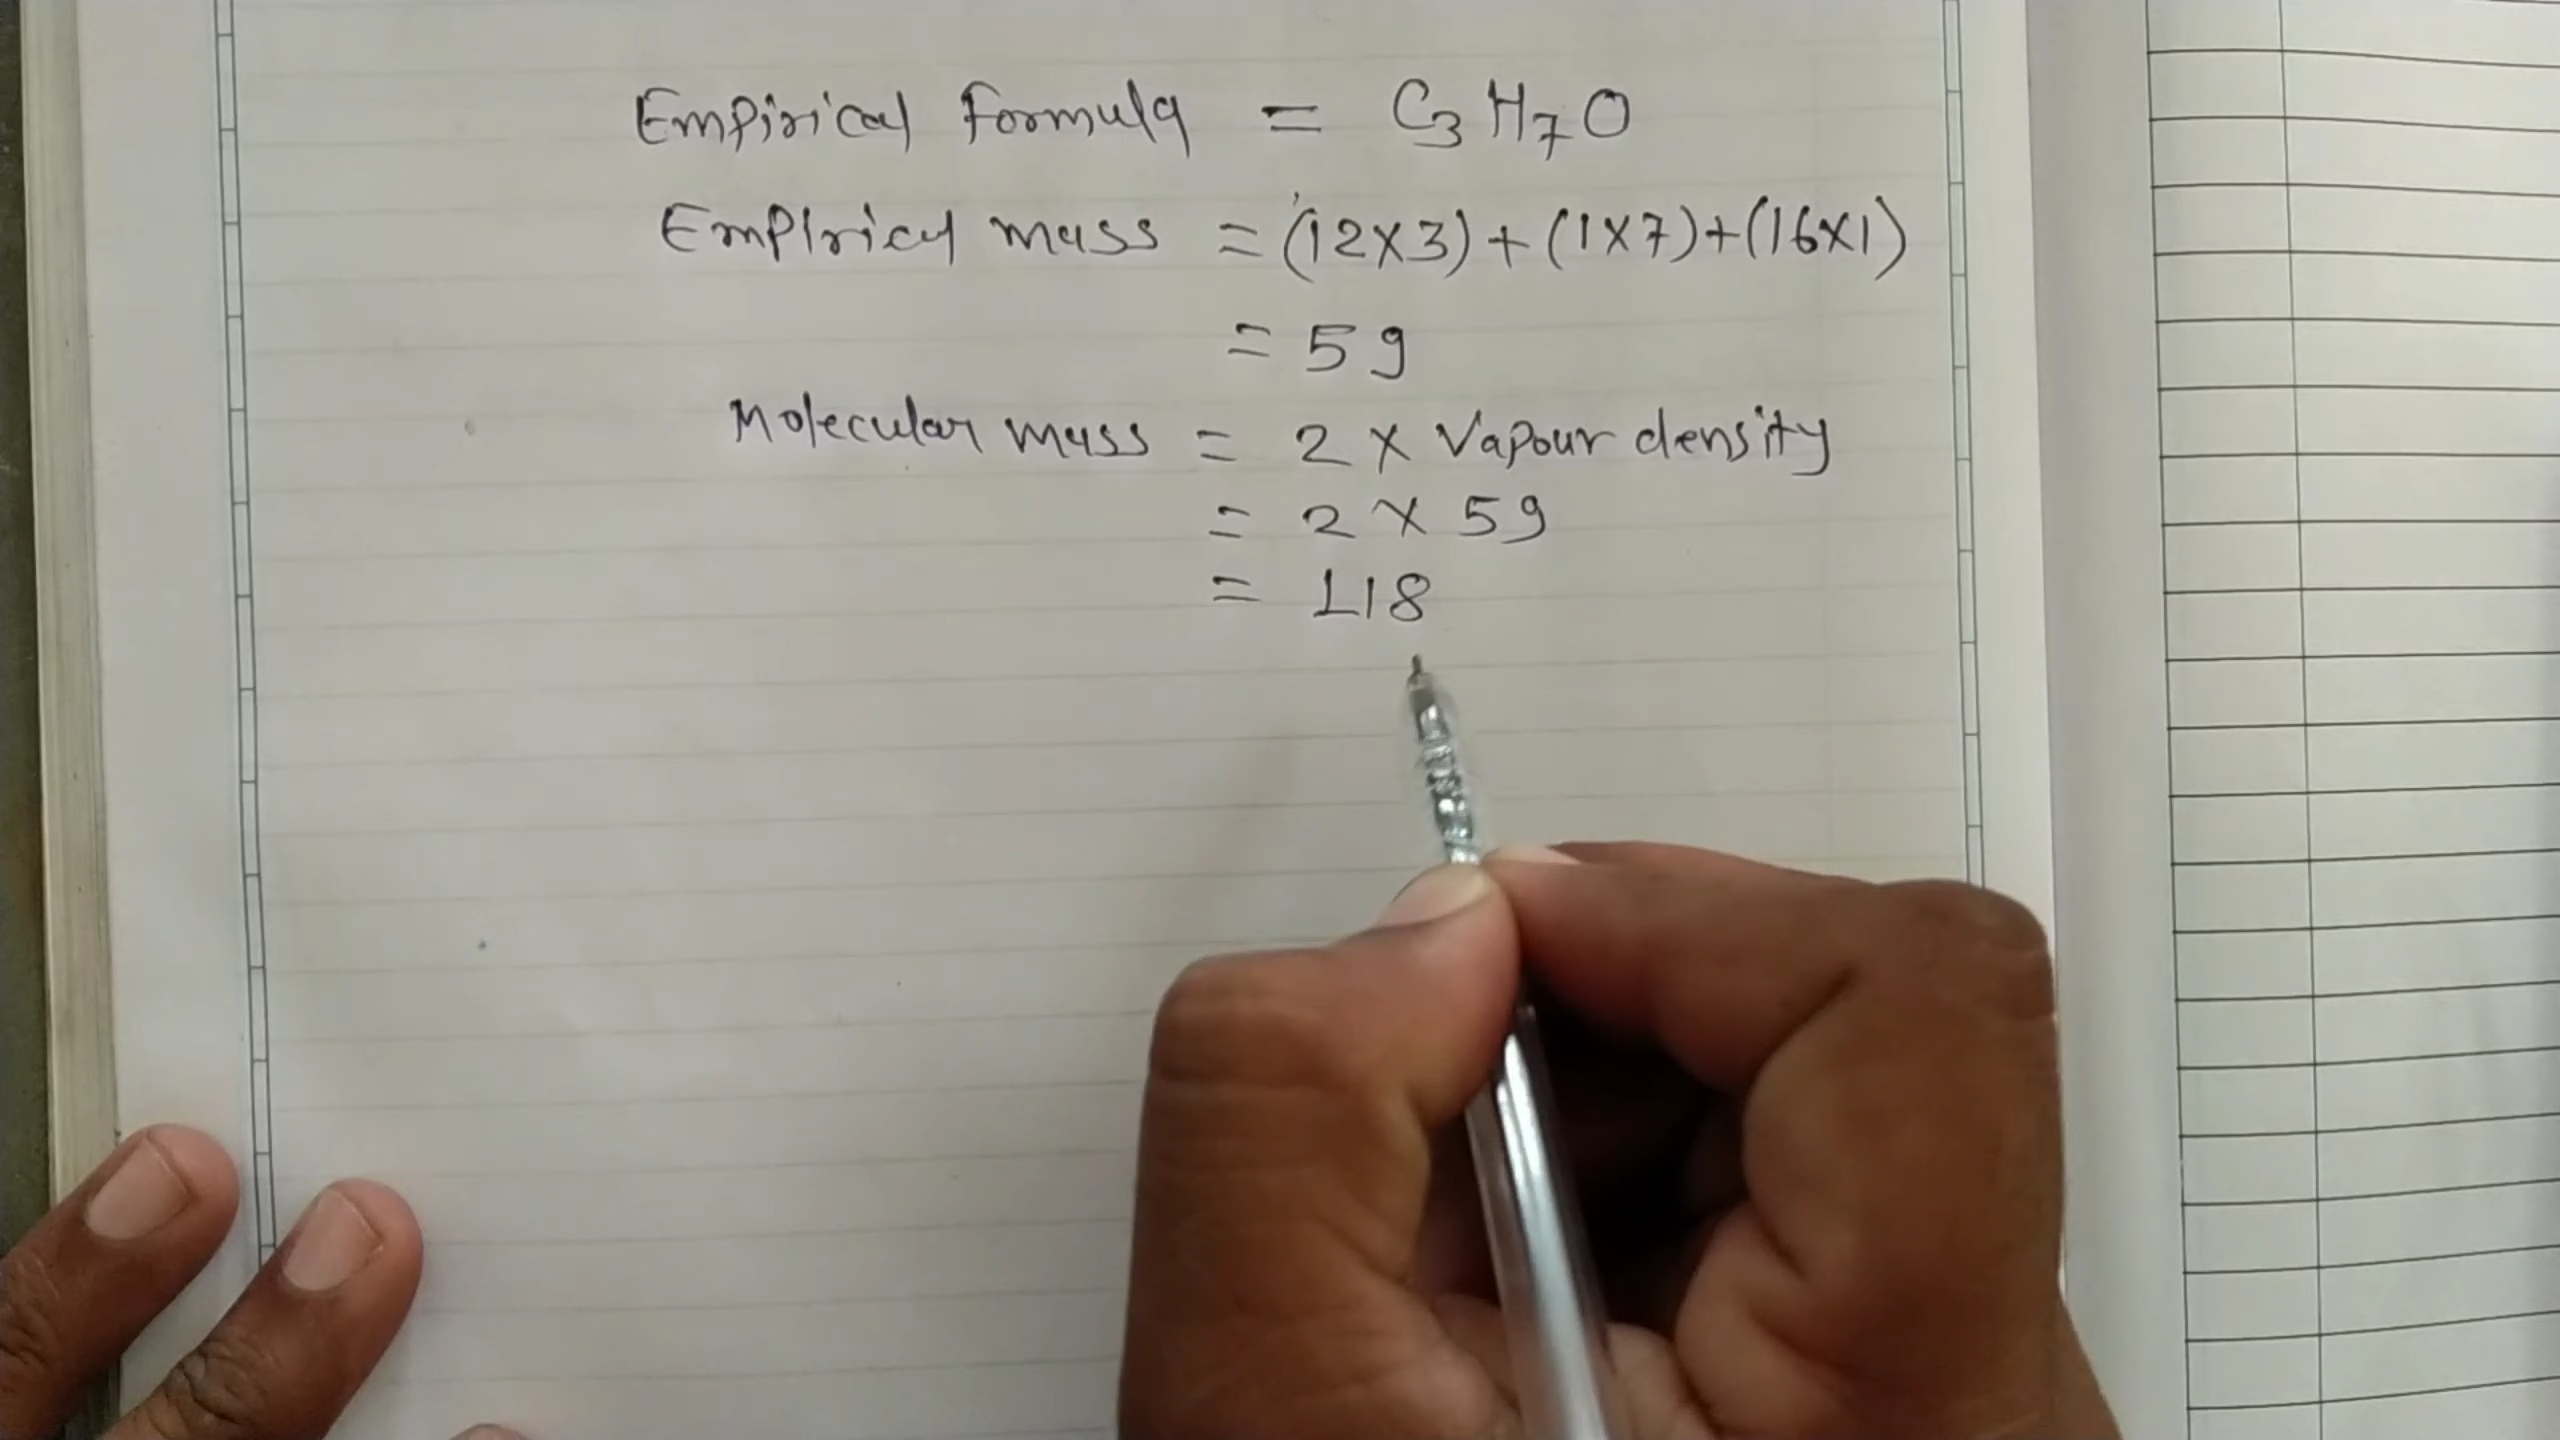 Empirical Formula = C₃H₇O
Empirical mass = (12×3)+(1×7)+(16×1)
= 59
Molecular mass = 2 × Vapour density
= 2 × 59
= 118